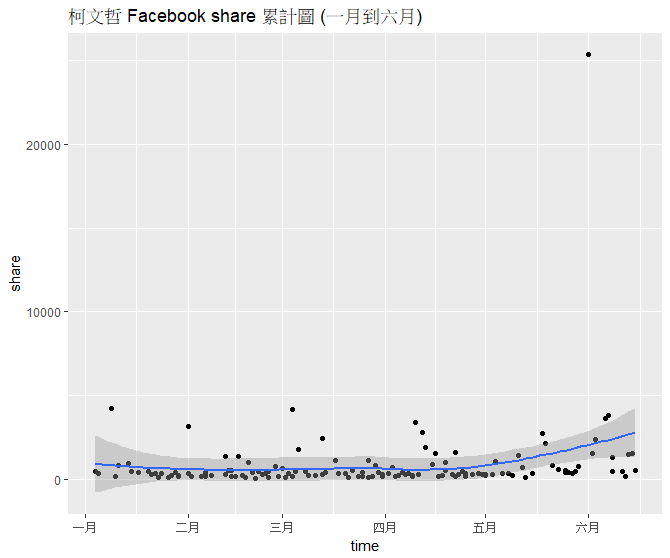 柯文哲 Facebook share 累計圖 (一月到六月)
share
20000
10000
0
一月 二月 三月 四月 五月 六月
time